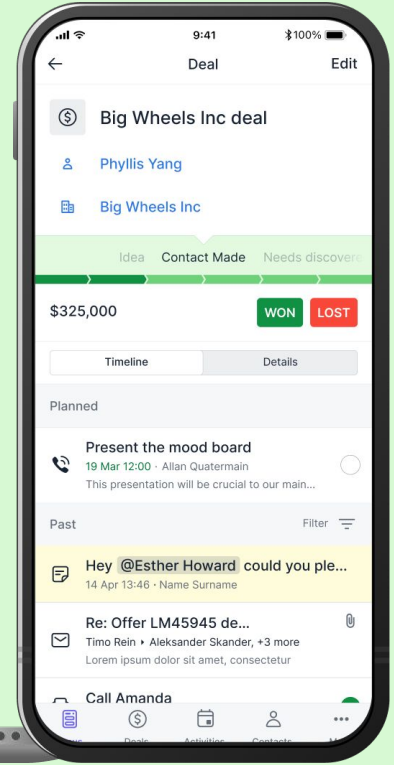 9:41
100%
Deal
Edit
Big Wheels Inc deal
Phyllis Yang
Big Wheels Inc
Idea Contact Made Needs discovere
$325,000
WON
LOST
Timeline
Details
Planned
Present the mood board
19 Mar 12:00 · Allan Quatermain
This presentation will be crucial to our main...
Past
Filter
Hey @Esther Howard could you ple...
14 Apr 13:46 · Name Surname
Re: Offer LM45945 de...
Timo Rein ▸ Aleksander Skander, +3 more
Lorem ipsum dolor sit amet, consectetur
Call Amanda
Deals
Activities
Contacts